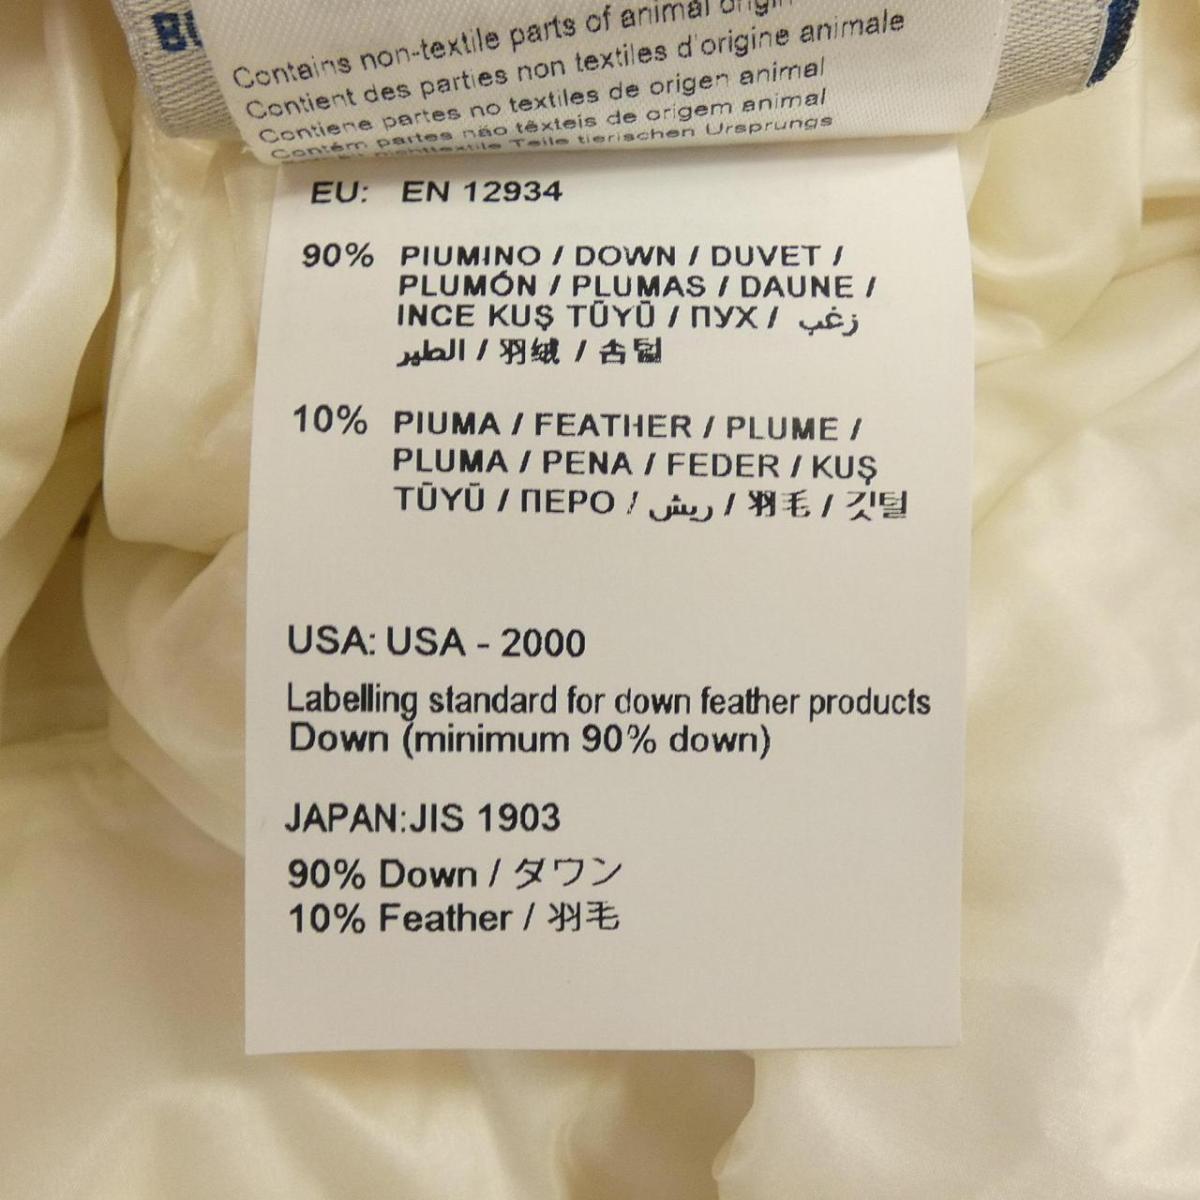 Contains non-textile parts of animal origin
Contient des parties non textiles d'origine animale
Contiene partes no textiles de origen animal
Contém partes não têxteis de origem animal
nichttextile Teile tierischen Ursprungs
EU: EN 12934
90% PIUMINO / DOWN / DUVET /
PLUMÓN / PLUMAS / DAUNE /
INCE KUŞ TŪYŪ / ПУХ / زغب
الطير / 羽绒 / 솜털
10% PIUMA / FEATHER / PLUME /
PLUMA / PENA / FEDER / KUŞ
TŪYŪ / ПЕРО / ريش / 羽毛 / 깃털
USA: USA - 2000
Labelling standard for down feather products
Down (minimum 90% down)
JAPAN:JIS 1903
90% Down / ダウン
10% Feather / 羽毛